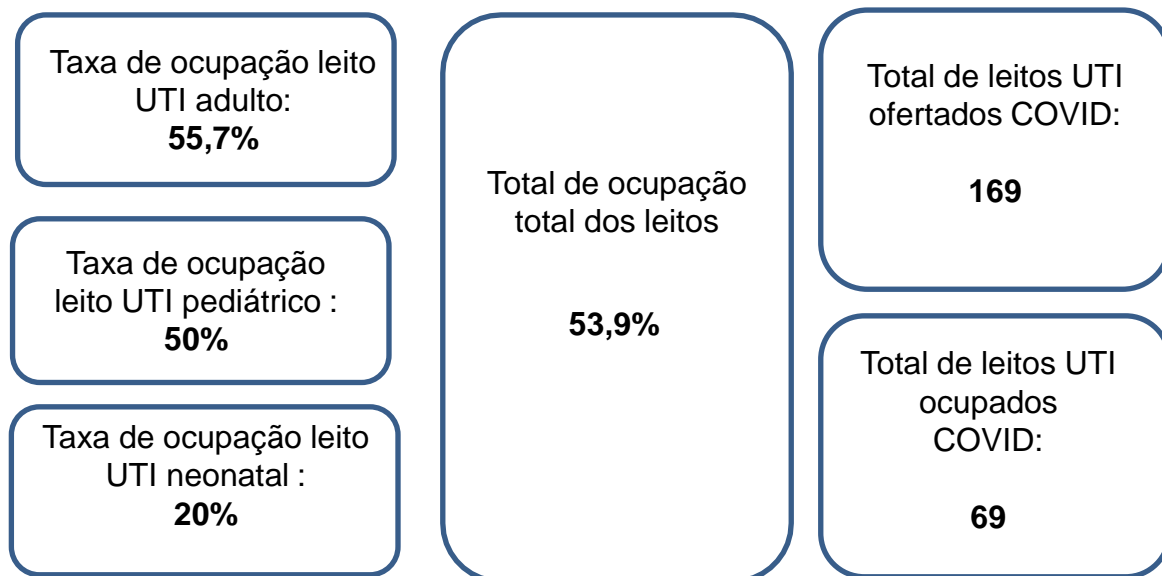 Taxa de ocupação leito
UTI adulto:
55,7%
Taxa de ocupação
leito UTI pediátrico :
50%
Taxa de ocupação leito
UTI neonatal :
20%
Total de ocupação
total dos leitos
53,9%
Total de leitos UTI
ofertados COVID:
169
Total de leitos UTI
ocupados
COVID:
69